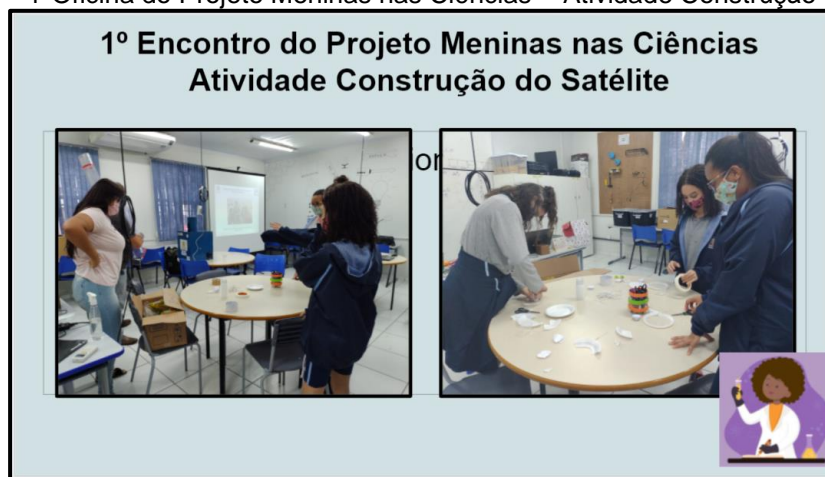 1º Encontro do Projeto Meninas nas Ciências
Atividade Construção do Satélite